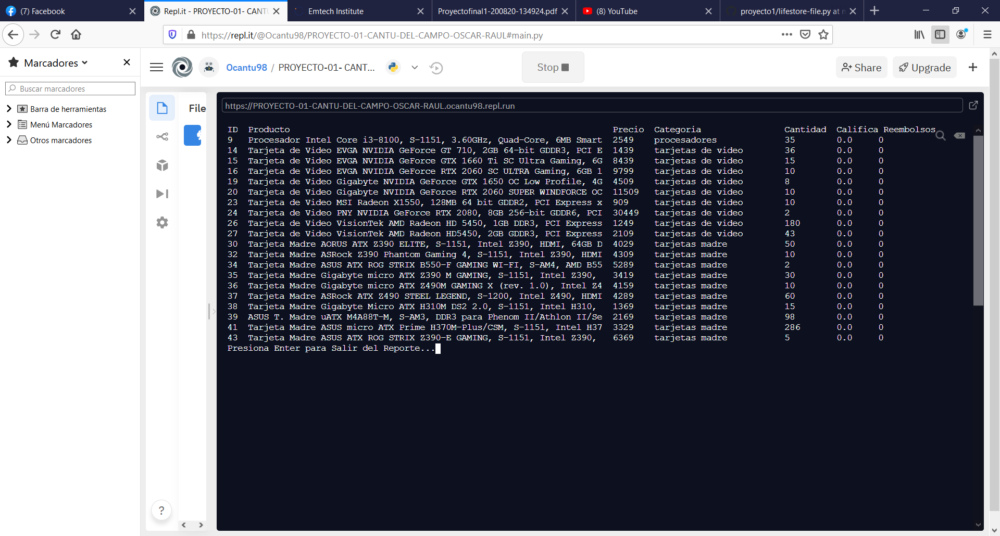 (7) Facebook
Repl.it - PROYECTO-01- CANTU
Emtech Institute
Proyectofinal1-200820-134924.pdf
(8) YouTube
proyecto1/lifestore-file.py at
https://repl.it/@Ocantu98/PROYECTO-01-CANTU-DEL-CAMPO-OSCAR-RAUL#main.py
Marcadores
Buscar marcadores
Barra de herramientas
Menú Marcadores
Otros marcadores
Ocantu98 / PROYECTO-01- CANT...
Stop
Share
Upgrade
File
https://PROYECTO-01-CANTU-DEL-CAMPO-OSCAR-RAUL.ocantu98.repl.run
ID Producto Precio Categoria Cantidad Califica Reembolsos
9 Procesador Intel Core i3-8100, S-1151, 3.60GHz, Quad-Core, 6MB Smart 2549 procesadores 35 0.0 0
14 Tarjeta de Video EVGA NVIDIA GeForce GT 710, 2GB 64-bit GDDR3, PCI E 1439 tarjetas de video 36 0.0 0
15 Tarjeta de Video EVGA NVIDIA GeForce GTX 1660 Ti SC Ultra Gaming, 6G 8439 tarjetas de video 15 0.0 0
16 Tarjeta de Video EVGA NVIDIA GeForce RTX 2060 SC ULTRA Gaming, 6GB 1 9799 tarjetas de video 10 0.0 0
19 Tarjeta de Video Gigabyte NVIDIA GeForce GTX 1650 OC Low Profile, 4G 4509 tarjetas de video 8 0.0 0
20 Tarjeta de Video Gigabyte NVIDIA GeForce RTX 2060 SUPER WINDFORCE OC 11509 tarjetas de video 10 0.0 0
23 Tarjeta de Video MSI Radeon X1550, 128MB 64 bit GDDR2, PCI Express x 909 tarjetas de video 10 0.0 0
24 Tarjeta de Video PNY NVIDIA GeForce RTX 2080, 8GB 256-bit GDDR6, PCI 30449 tarjetas de video 2 0.0 0
26 Tarjeta de Video VisionTek AMD Radeon HD 5450, 1GB DDR3, PCI Express 1249 tarjetas de video 180 0.0 0
27 Tarjeta de Video VisionTek AMD Radeon HD5450, 2GB GDDR3, PCI Express 2109 tarjetas de video 43 0.0 0
30 Tarjeta Madre AORUS ATX Z390 ELITE, S-1151, Intel Z390, HDMI, 64GB D 4029 tarjetas madre 50 0.0 0
32 Tarjeta Madre ASRock Z390 Phantom Gaming 4, S-1151, Intel Z390, HDMI 4309 tarjetas madre 10 0.0 0
34 Tarjeta Madre ASUS ATX ROG STRIX B550-F GAMING WI-FI, S-AM4, AMD B55 5289 tarjetas madre 2 0.0 0
35 Tarjeta Madre Gigabyte micro ATX Z390 M GAMING, S-1151, Intel Z390, 3419 tarjetas madre 30 0.0 0
36 Tarjeta Madre Gigabyte micro ATX Z490M GAMING X (rev. 1.0), Intel Z4 4159 tarjetas madre 10 0.0 0
37 Tarjeta Madre ASRock ATX Z490 STEEL LEGEND, S-1200, Intel Z490, HDMI 4289 tarjetas madre 60 0.0 0
38 Tarjeta Madre Gigabyte Micro ATX H310M DS2 2.0, S-1151, Intel H310, 1369 tarjetas madre 15 0.0 0
39 ASUS T. Madre uATX M4A88T-M, S-AM3, DDR3 para Phenom II/Athlon II/Se 2169 tarjetas madre 98 0.0 0
41 Tarjeta Madre ASUS micro ATX Prime H370M-Plus/CSM, S-1151, Intel H37 3329 tarjetas madre 286 0.0 0
43 Tarjeta Madre ASUS ATX ROG STRIX Z390-E GAMING, S-1151, Intel Z390, 6369 tarjetas madre 5 0.0 0
Presiona Enter para Salir del Reporte...
?